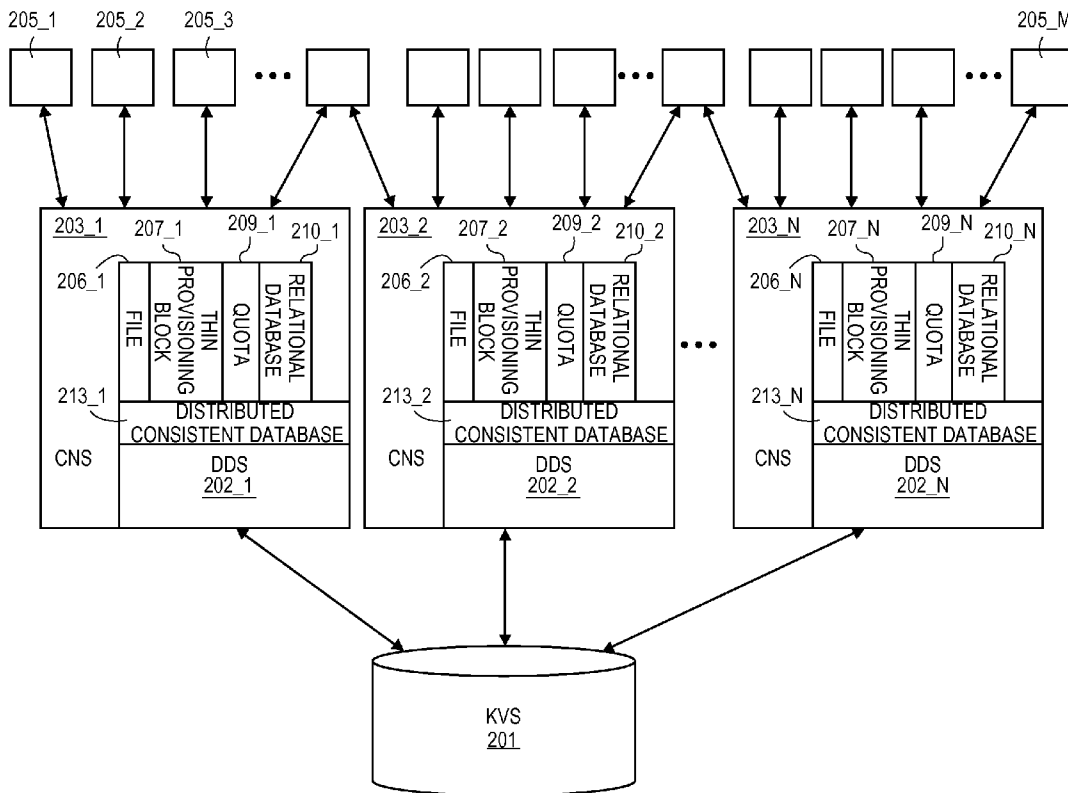 205_1
205_2
205_3
205_M
203_1
207_1
209_1
210_1
206_1
FILE
THIN
PROVISIONING
BLOCK
QUOTA
RELATIONAL
DATABASE
213_1
DISTRIBUTED
CONSISTENT DATABASE
CNS
DDS
202_1
203_2
207_2
209_2
210_2
206_2
FILE
THIN
PROVISIONING
BLOCK
QUOTA
RELATIONAL
DATABASE
213_2
DISTRIBUTED
CONSISTENT DATABASE
CNS
DDS
202_2
203_N
207_N
209_N
210_N
206_N
FILE
THIN
PROVISIONING
BLOCK
QUOTA
RELATIONAL
DATABASE
213_N
DISTRIBUTED
CONSISTENT DATABASE
CNS
DDS
202_N
KVS
201